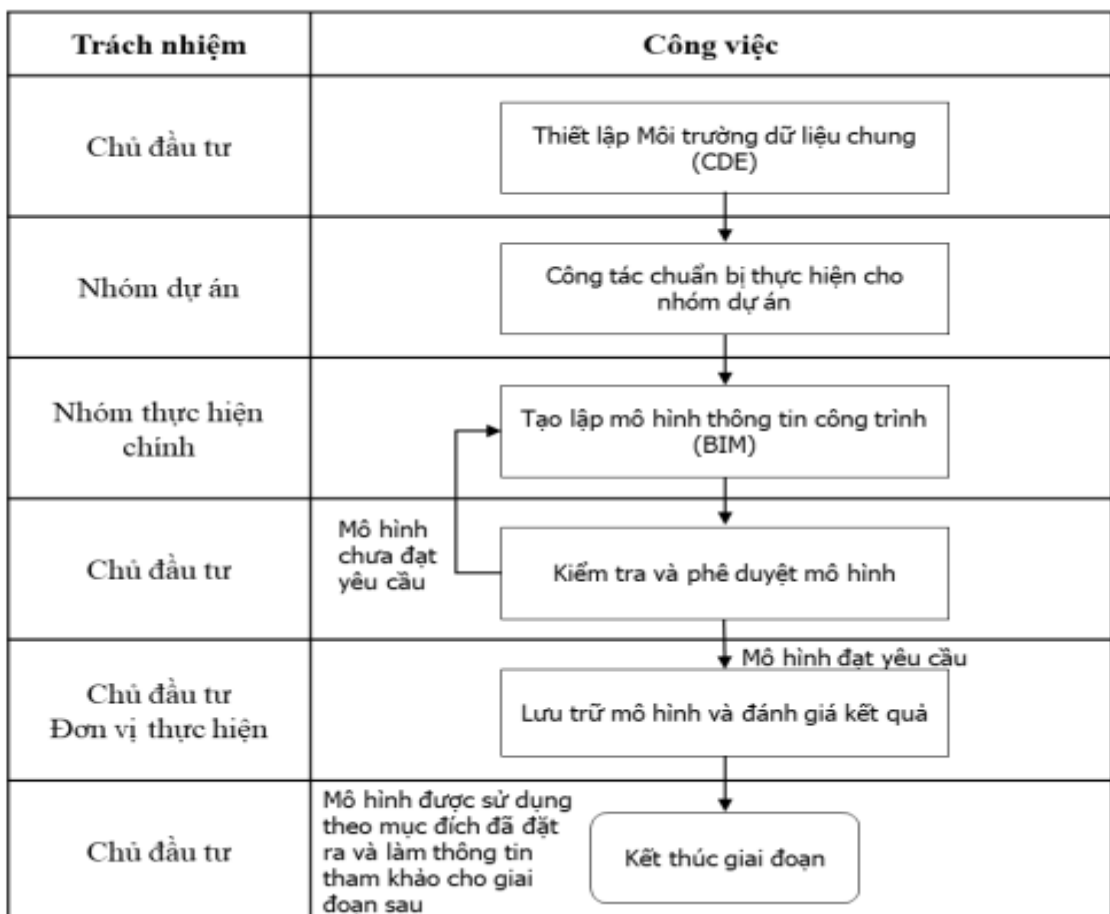 Trách nhiệm
Công việc
Chủ đầu tư
Thiết lập Môi trường dữ liệu chung
(CDE)
Nhóm dự án
Công tác chuẩn bị thực hiện cho
nhóm dự án
Nhóm thực hiện
chính
Tạo lập mô hình thông tin công trình
(BIM)
Chủ đầu tư
Mô hình
chưa đạt
yêu cầu
Kiểm tra và phê duyệt mô hình
Mô hình đạt yêu cầu
Chủ đầu tư
Đơn vị thực hiện
Lưu trữ mô hình và đánh giá kết quả
Chủ đầu tư
Mô hình được sử dụng
theo mục đích đã đặt
ra và làm thông tin
tham khảo cho giai
đoạn sau
Kết thúc giai đoạn